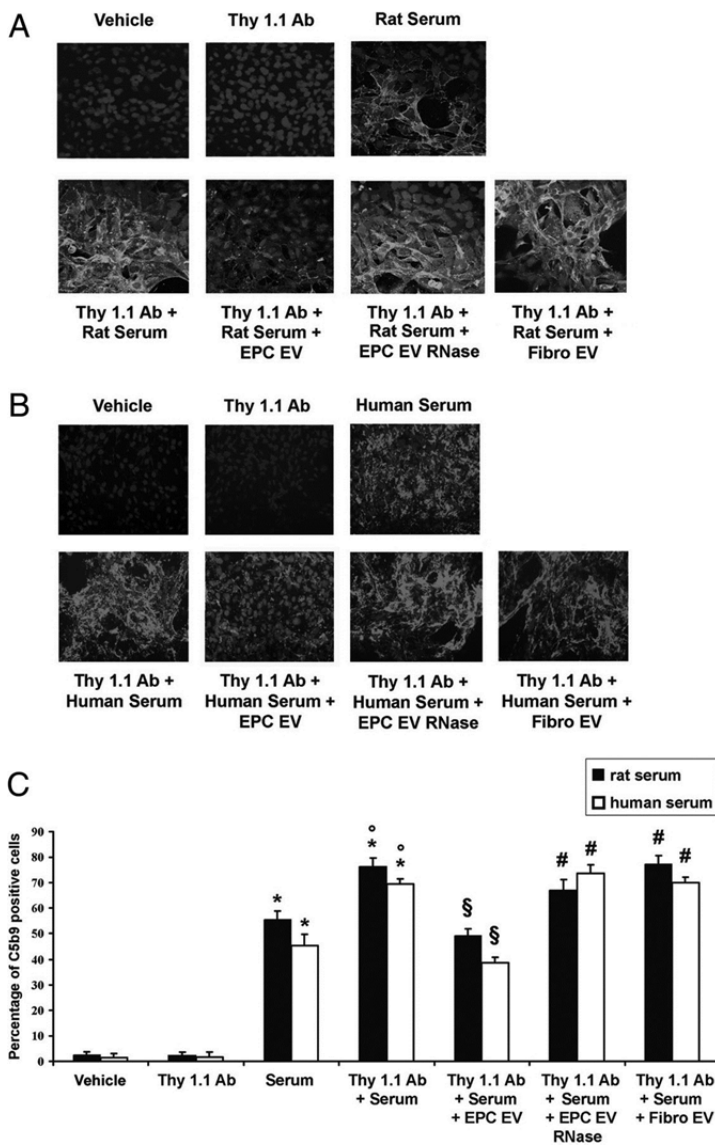 A
Vehicle
Thy 1.1 Ab
Rat Serum
Thy 1.1 Ab +
Rat Serum
Thy 1.1 Ab +
Rat Serum +
EPC EV
Thy 1.1 Ab +
Rat Serum +
EPC EV RNase
Thy 1.1 Ab +
Rat Serum +
Fibro EV
B
Vehicle
Thy 1.1 Ab
Human Serum
Thy 1.1 Ab +
Human Serum
Thy 1.1 Ab +
Human Serum +
EPC EV
Thy 1.1 Ab +
Human Serum +
EPC EV RNase
Thy 1.1 Ab +
Human Serum +
Fibro EV
C
rat serum
human serum
Percentage of C5b9 positive cells
90
80
70
60
50
40
30
20
10
0
* *
° °
* *
§ §
# #
# #
Vehicle
Thy 1.1 Ab
Serum
Thy 1.1 Ab
+ Serum
Thy 1.1 Ab
+ Serum
+ EPC EV
Thy 1.1 Ab
+ Serum
+ EPC EV
RNase
Thy 1.1 Ab
+ Serum
+ Fibro EV